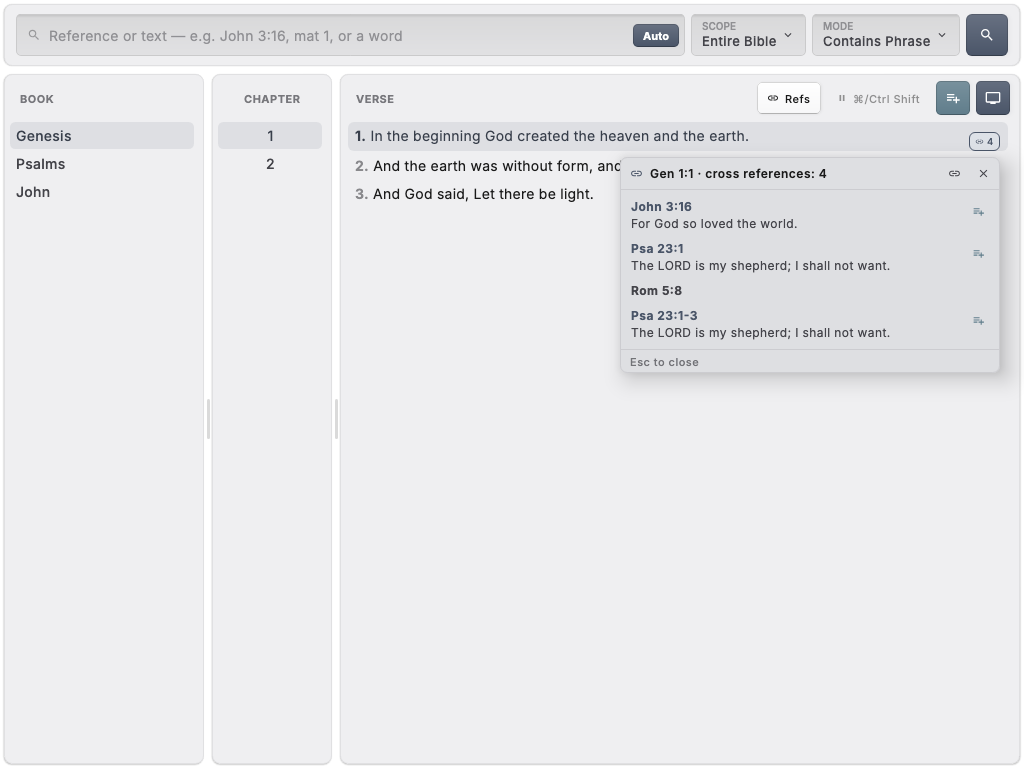 Reference or text — e.g. John 3:16, mat 1, or a word
Auto
SCOPE
Entire Bible
MODE
Contains Phrase
BOOK
Genesis
Psalms
John
CHAPTER
1
2
VERSE
Refs
⌘/Ctrl Shift
1. In the beginning God created the heaven and the earth.
4
2. And the earth was without form, and
3. And God said, Let there be light.
Gen 1:1 · cross references: 4
John 3:16
For God so loved the world.
Psa 23:1
The LORD is my shepherd; I shall not want.
Rom 5:8
Psa 23:1-3
The LORD is my shepherd; I shall not want.
Esc to close